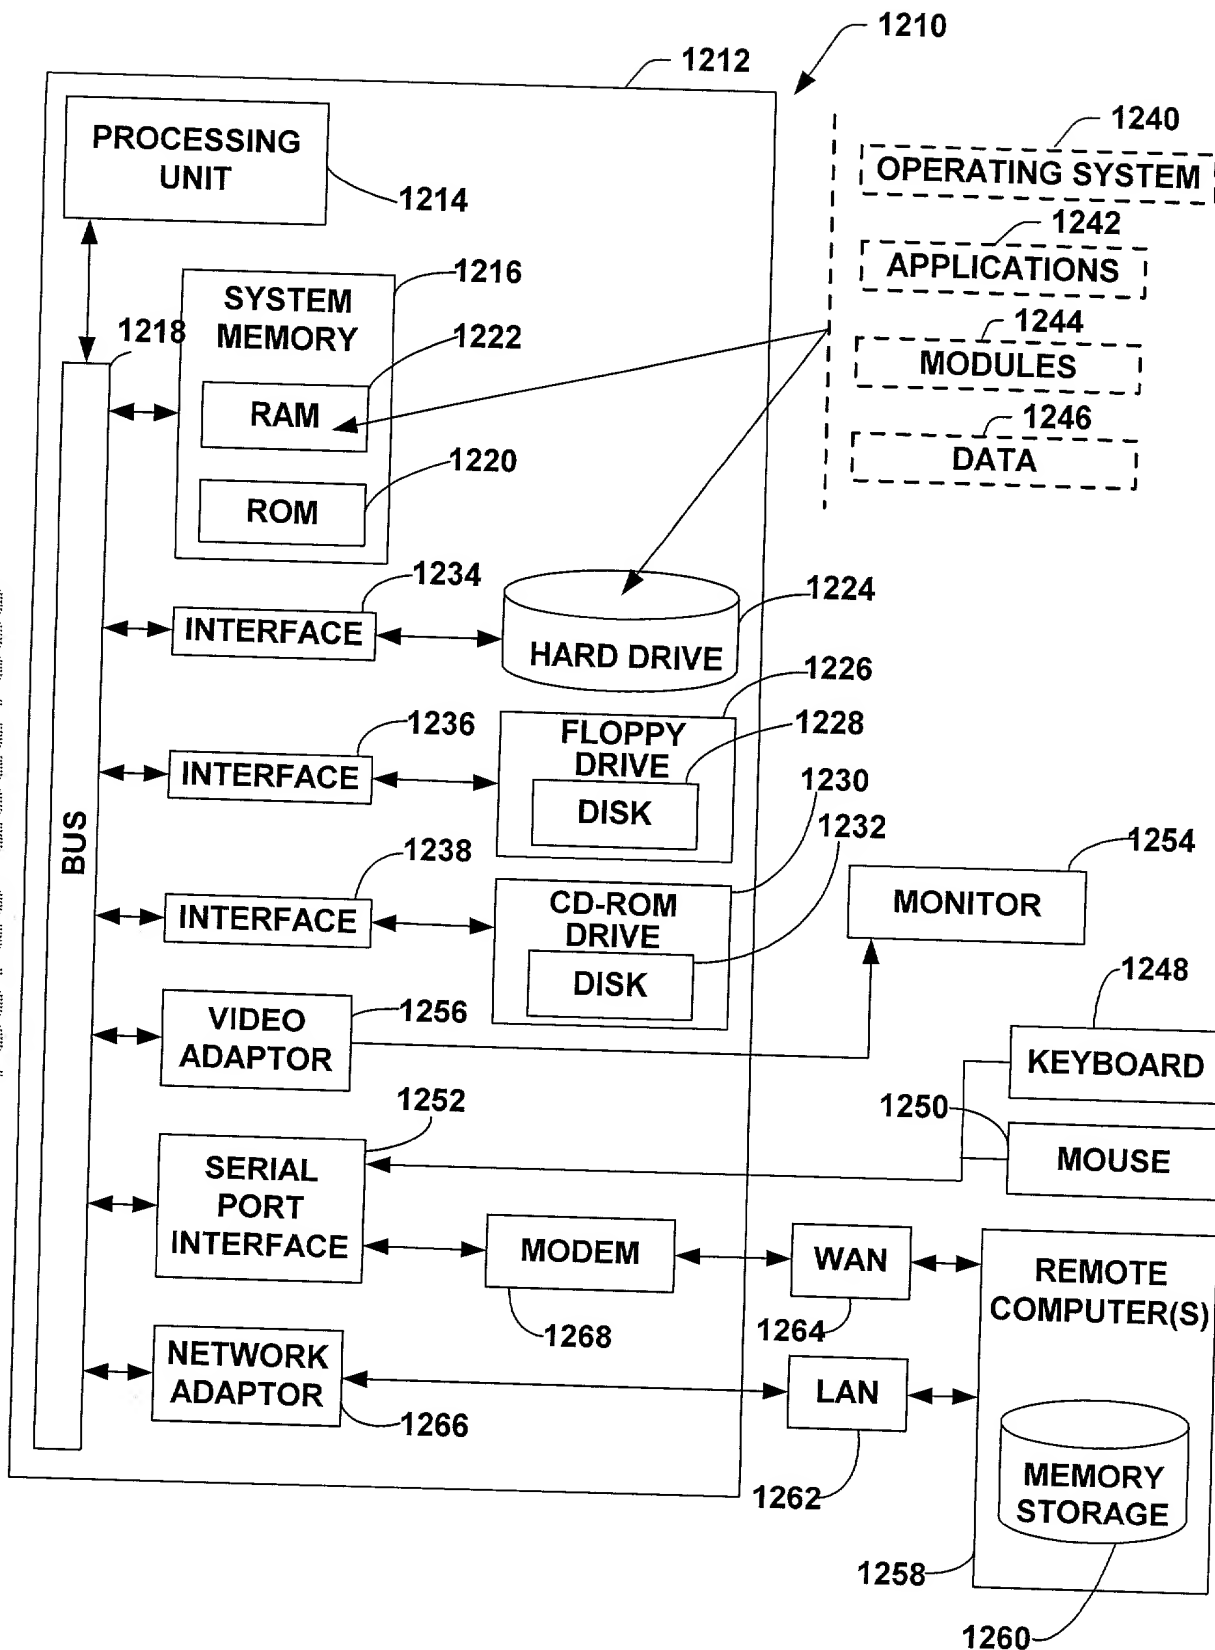 1210
1212
PROCESSING
UNIT
1214
1240
OPERATING SYSTEM
1242
APPLICATIONS
1244
MODULES
1246
DATA
1216
SYSTEM
MEMORY
1218
1222
RAM
1220
ROM
1234
INTERFACE
1224
HARD DRIVE
1226
1236
INTERFACE
FLOPPY
DRIVE
1228
DISK
1230
1232
1238
INTERFACE
CD-ROM
DRIVE
DISK
BUS
1254
MONITOR
1256
VIDEO
ADAPTOR
1248
KEYBOARD
1250
MOUSE
1252
SERIAL
PORT
INTERFACE
MODEM
1268
WAN
1264
REMOTE
COMPUTER(S)
NETWORK
ADAPTOR
1266
LAN
1262
MEMORY
STORAGE
1258
1260